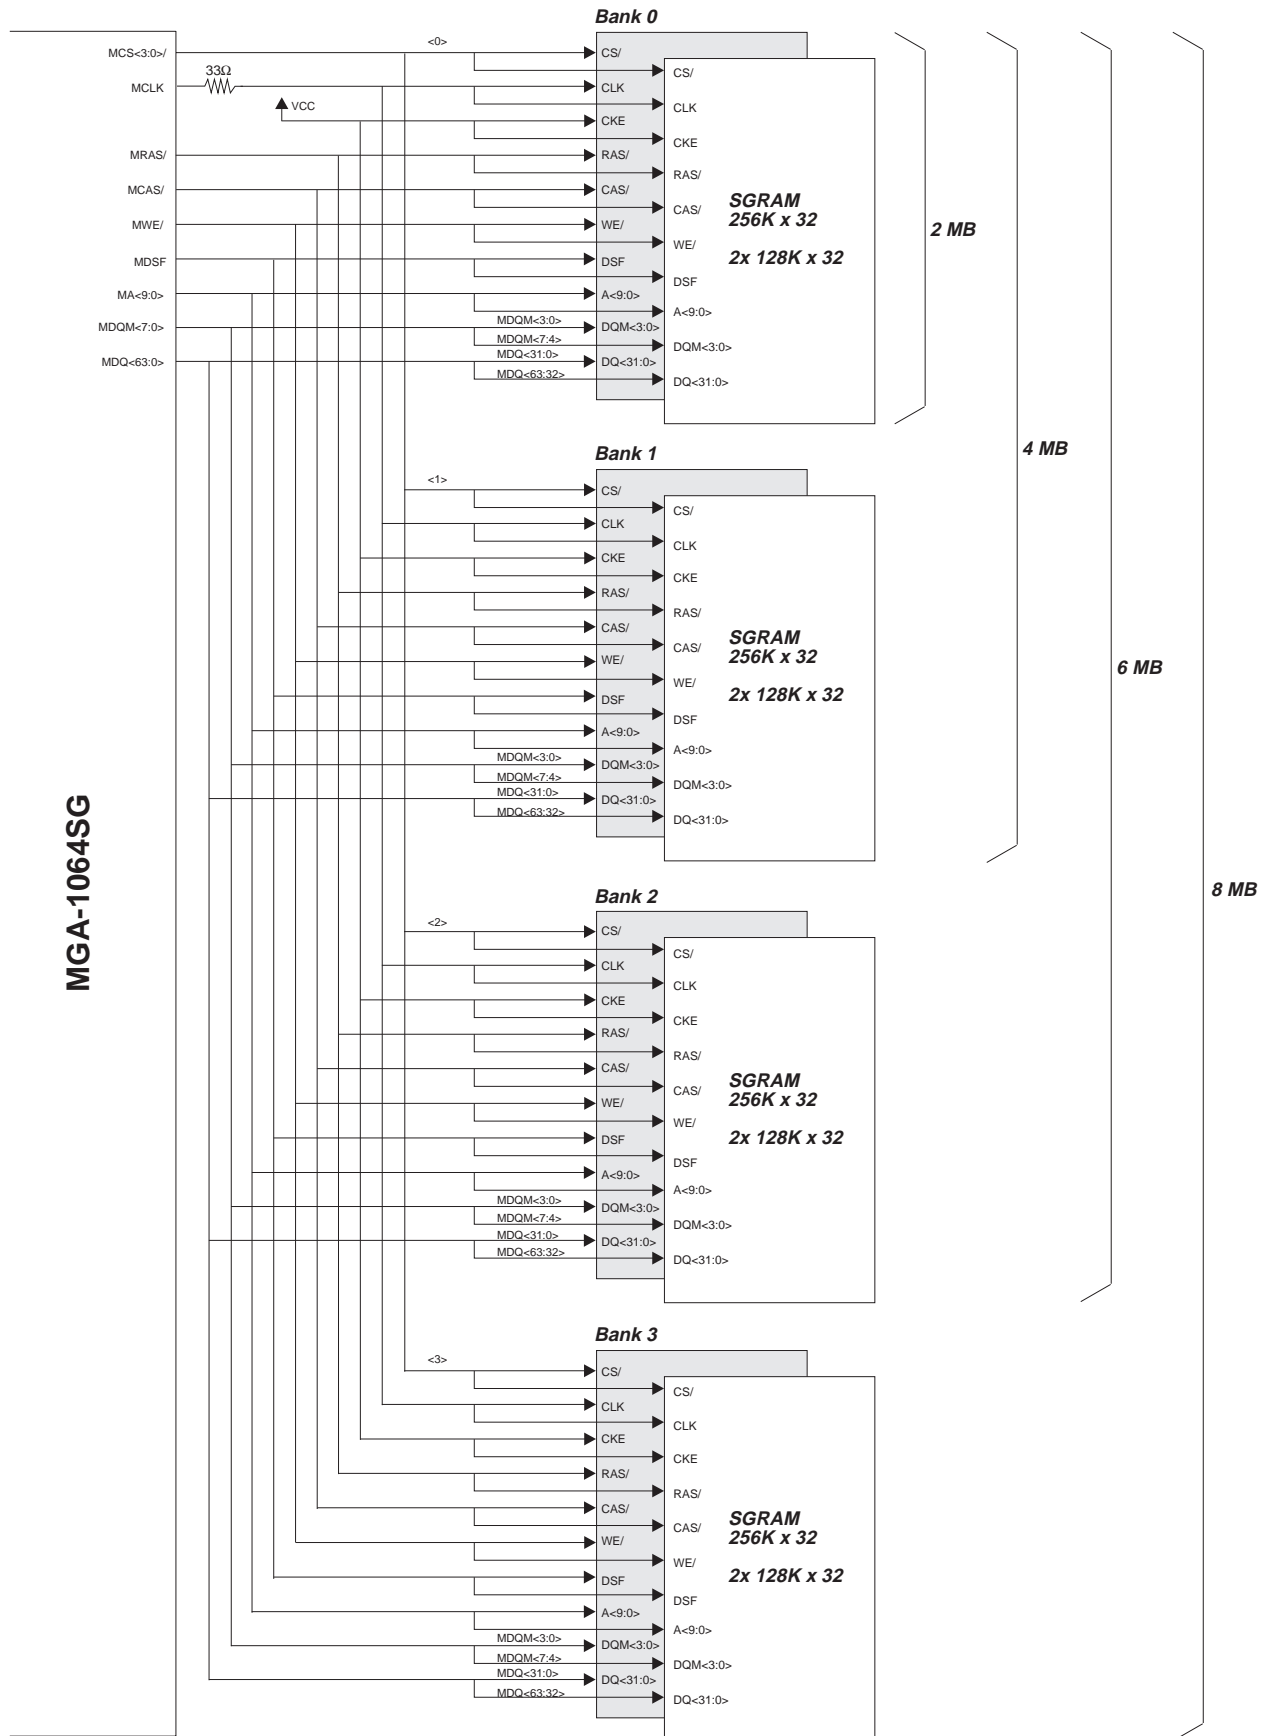 Bank 0
MCS<3:0>/
<0>
CS/
CS/
33Ω
MCLK
CLK
CLK
VCC
CKE
CKE
MRAS/
RAS/
RAS/
MCAS/
CAS/
CAS/
MWE/
WE/
WE/
MDSF
DSF
DSF
MA<9:0>
A<9:0>
A<9:0>
MDQM<7:0>
MDQM<3:0>
DQM<3:0>
MDQM<7:4>
DQM<3:0>
MDQ<63:0>
MDQ<31:0>
DQ<31:0>
MDQ<63:32>
DQ<31:0>
SGRAM
256K x 32
2x 128K x 32
2 MB
Bank 1
<1>
CS/
CS/
CLK
CLK
CKE
CKE
RAS/
RAS/
CAS/
CAS/
WE/
WE/
DSF
DSF
A<9:0>
A<9:0>
MDQM<3:0>
DQM<3:0>
MDQM<7:4>
DQM<3:0>
MDQ<31:0>
DQ<31:0>
MDQ<63:32>
DQ<31:0>
SGRAM
256K x 32
2x 128K x 32
4 MB
MGA-1064SG
Bank 2
<2>
CS/
CS/
CLK
CLK
CKE
CKE
RAS/
RAS/
CAS/
CAS/
WE/
WE/
DSF
DSF
A<9:0>
A<9:0>
MDQM<3:0>
DQM<3:0>
MDQM<7:4>
DQM<3:0>
MDQ<31:0>
DQ<31:0>
MDQ<63:32>
DQ<31:0>
SGRAM
256K x 32
2x 128K x 32
6 MB
Bank 3
<3>
CS/
CS/
CLK
CLK
CKE
CKE
RAS/
RAS/
CAS/
CAS/
WE/
WE/
DSF
DSF
A<9:0>
A<9:0>
MDQM<3:0>
DQM<3:0>
MDQM<7:4>
DQM<3:0>
MDQ<31:0>
DQ<31:0>
MDQ<63:32>
DQ<31:0>
SGRAM
256K x 32
2x 128K x 32
8 MB